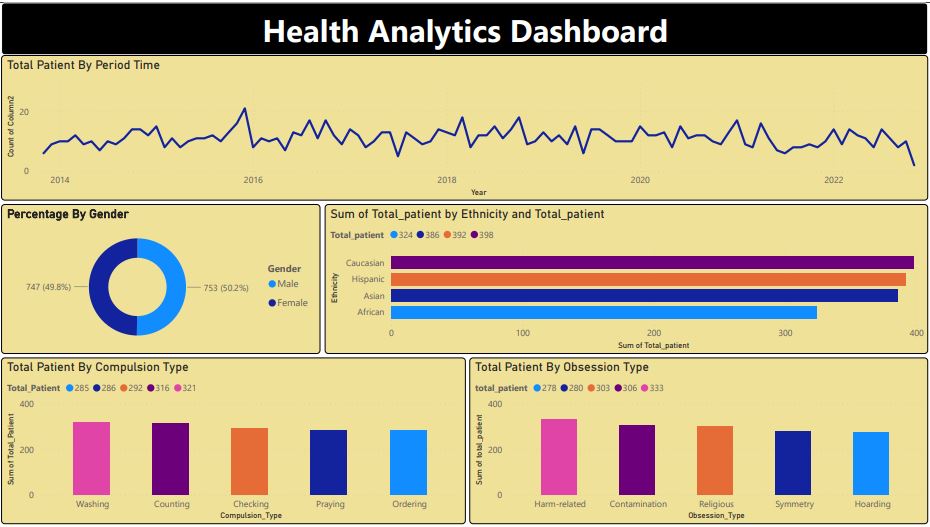 Health Analytics Dashboard
Total Patient By Period Time
Count of Column2
20
0
2014 2016 2018 2020 2022
Year
Percentage By Gender
747 (49.8%)
753 (50.2%)
Gender
Male
Female
Sum of Total_patient by Ethnicity and Total_patient
Total_patient 324 386 392 398
Ethnicity
Caucasian
Hispanic
Asian
African
0 100 200 300 400
Sum of Total_patient
Total Patient By Compulsion Type
Total_Patient 285 286 292 316 321
Sum of Total_Patient
400
200
0
Washing Counting Checking Praying Ordering
Compulsion_Type
Total Patient By Obsession Type
total_patient 278 280 303 306 333
Sum of total_patient
400
200
0
Harm-related Contamination Religious Symmetry Hoarding
Obsession_Type